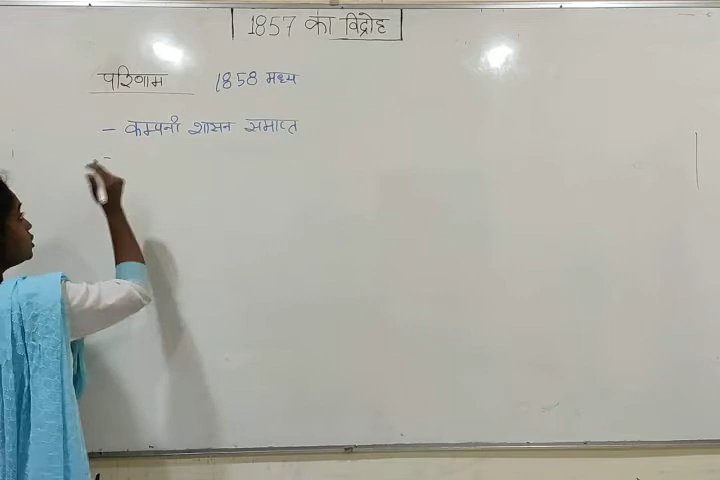 1857 का विद्रोह
परिणाम 1858 मध्य
- कम्पनी शासन समाप्त
-